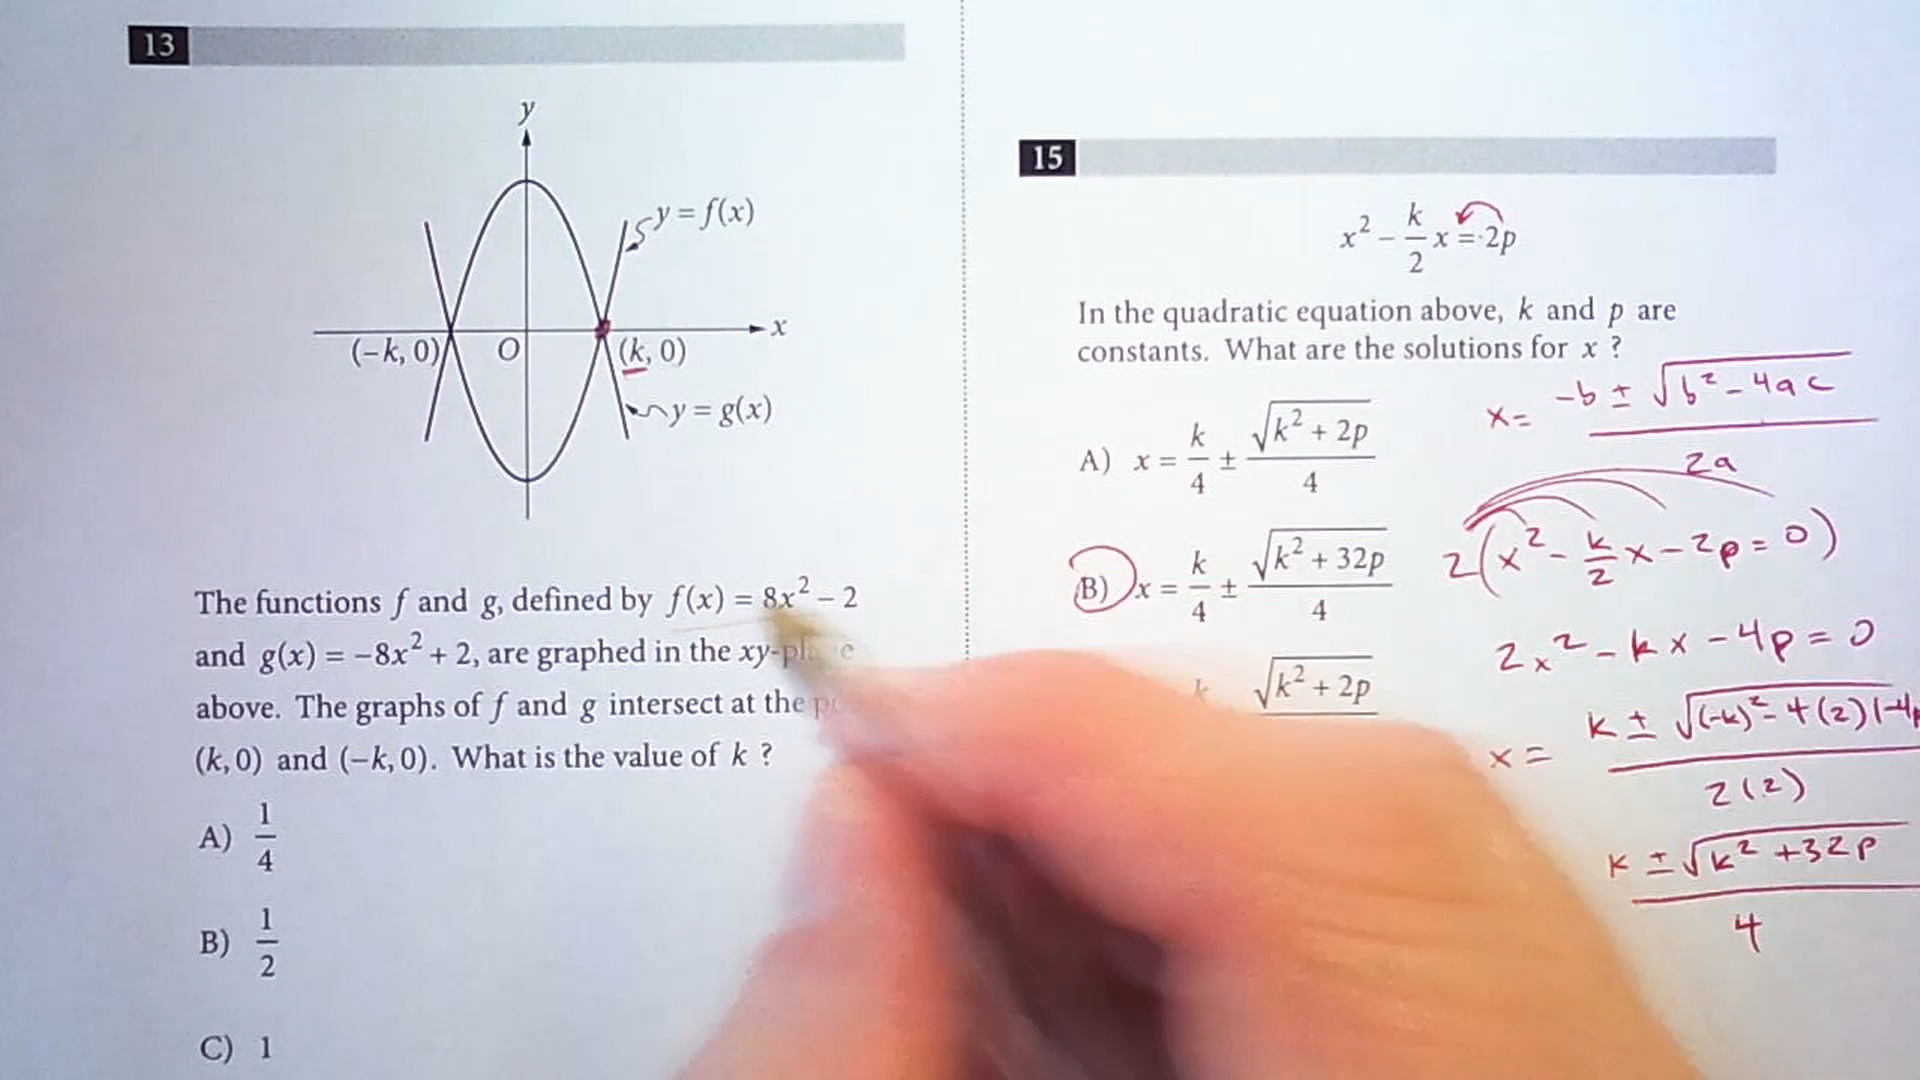 13
y
y = f(x)
x
(−k, 0)
O
(k, 0)
y = g(x)
The functions f and g, defined by f(x) = 8x² − 2
and g(x) = −8x² + 2, are graphed in the xy-plane
above. The graphs of f and g intersect at the
(k, 0) and (−k, 0). What is the value of k ?
A) 1/4
B) 1/2
C) 1
15
x² − k/2 x = 2p
In the quadratic equation above, k and p are
constants. What are the solutions for x ?
A) x = k/4 ± √(k² + 2p)/4
B) x = k/4 ± √(k² + 32p)/4
k √(k² + 2p)
x = (−b ± √(b² − 4ac))/2a
2(x² − k/2 x − 2p = 0)
2x² − kx − 4p = 0
x = (k ± √((−k)² − 4(2)(−4p)/2(2)
(k ± √(k² + 32p))/4